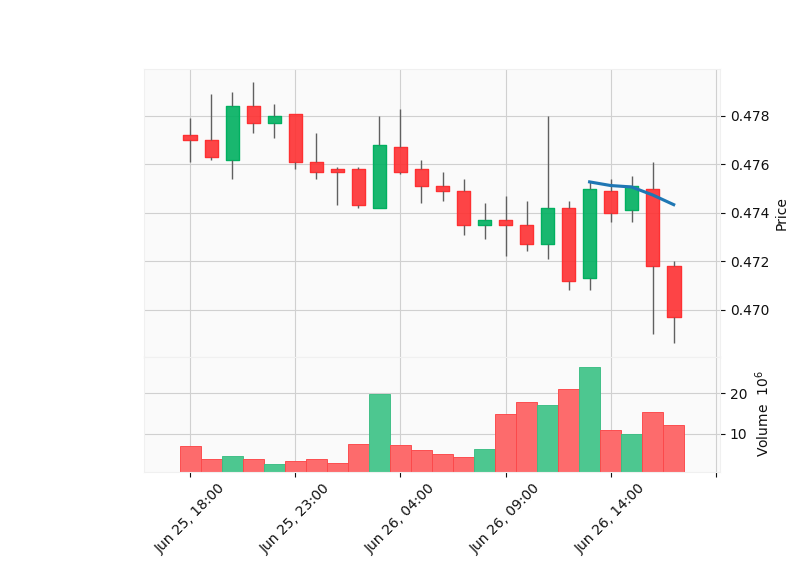 0.478
0.476
0.474
0.472
0.470
Price
20
10
Volume 10^6
Jun 25, 18:00
Jun 25, 23:00
Jun 26, 04:00
Jun 26, 09:00
Jun 26, 14:00